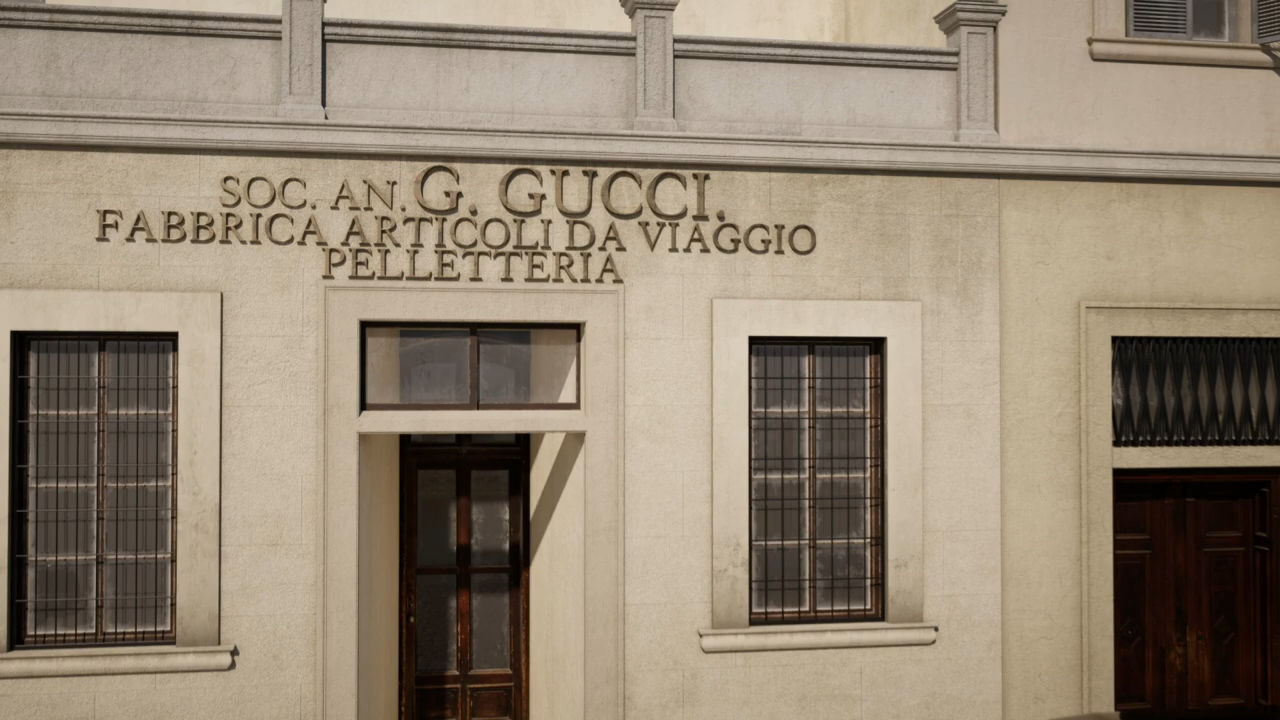 SOC. AN. G. GUCCI.
FABBRICA ARTICOLI DA VIAGGIO
PELLETTERIA